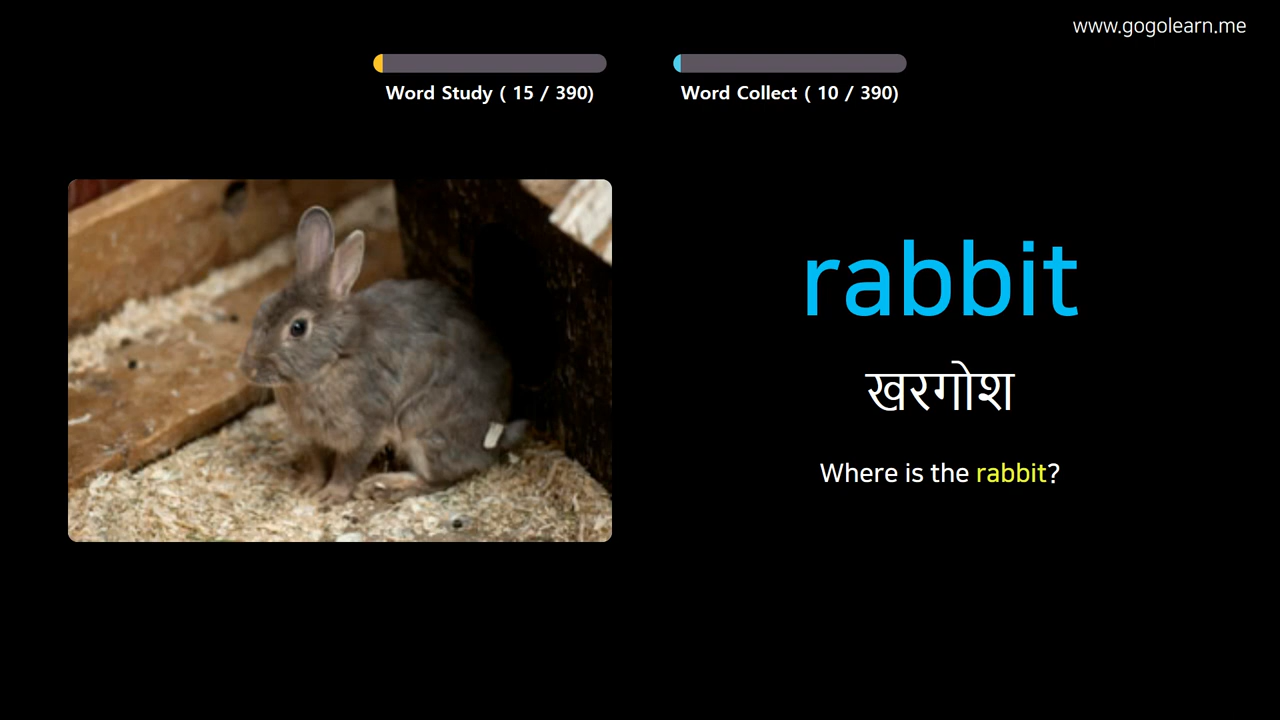 www.gogolearn.me
Word Study ( 15 / 390)
Word Collect ( 10 / 390)
rabbit
खरगोश
Where is the rabbit?